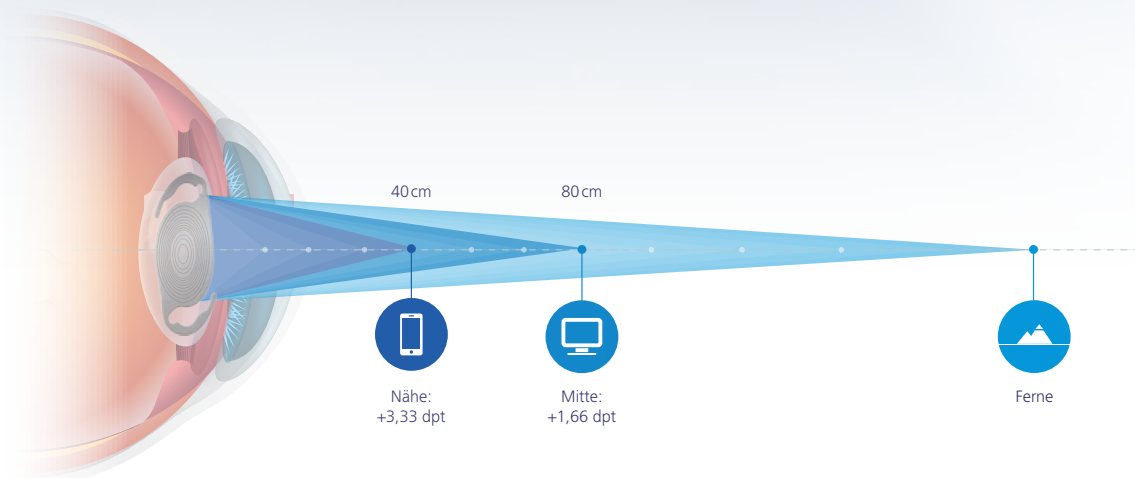 40 cm
80 cm
Nähe:
+3,33 dpt
Mitte:
+1,66 dpt
Ferne